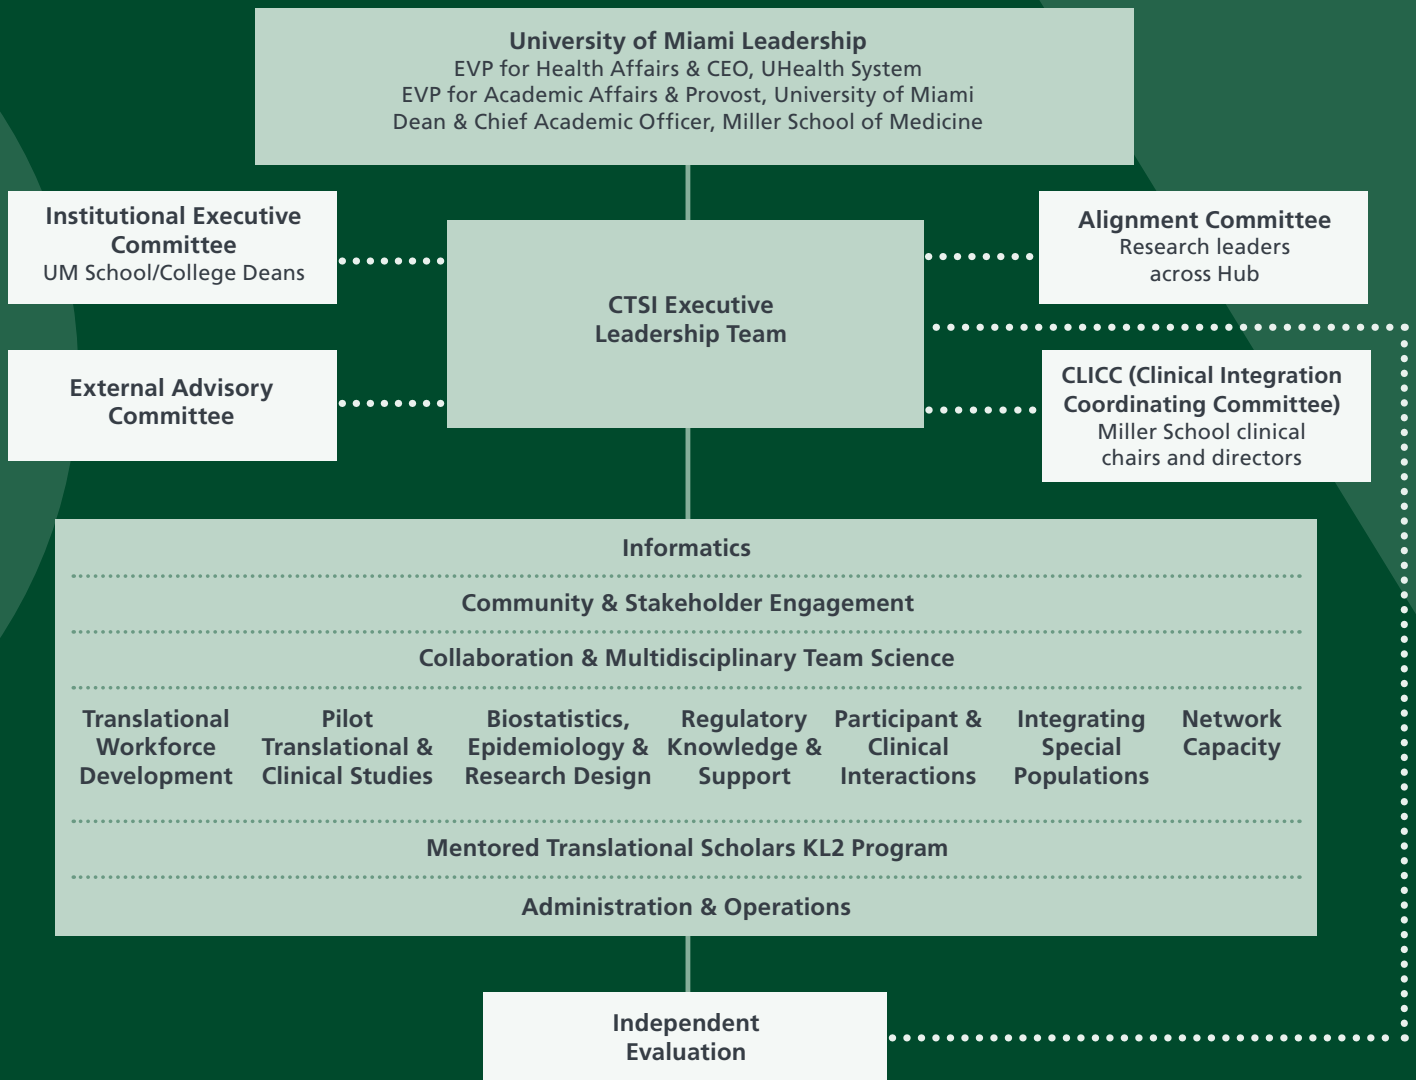 University of Miami Leadership
EVP for Health Affairs & CEO, UHealth System
EVP for Academic Affairs & Provost, University of Miami
Dean & Chief Academic Officer, Miller School of Medicine
Institutional Executive
Committee
UM School/College Deans
Alignment Committee
Research leaders
across Hub
CTSI Executive
Leadership Team
External Advisory
Committee
CLICC (Clinical Integration
Coordinating Committee)
Miller School clinical
chairs and directors
Informatics
Community & Stakeholder Engagement
Collaboration & Multidisciplinary Team Science
Translational
Workforce
Development
Pilot
Translational &
Clinical Studies
Biostatistics,
Epidemiology &
Research Design
Regulatory
Knowledge &
Support
Participant &
Clinical
Interactions
Integrating
Special
Populations
Network
Capacity
Mentored Translational Scholars KL2 Program
Administration & Operations
Independent
Evaluation